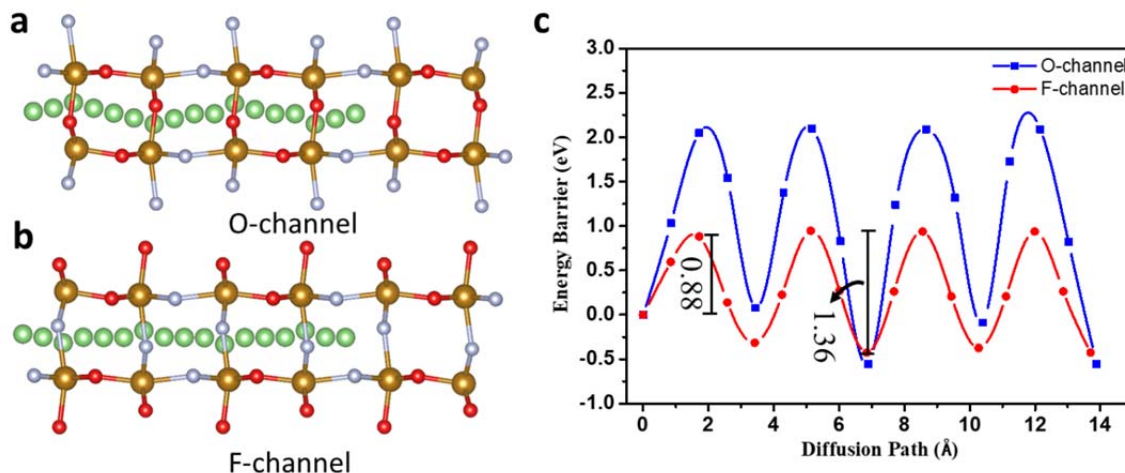 a
O-channel
b
F-channel
c
3.0
2.5
2.0
1.5
1.0
0.5
0.0
-0.5
-1.0
Energy Barrier (eV)
O-channel
F-channel
0.88
1.36
0 2 4 6 8 10 12 14
Diffusion Path (Å)